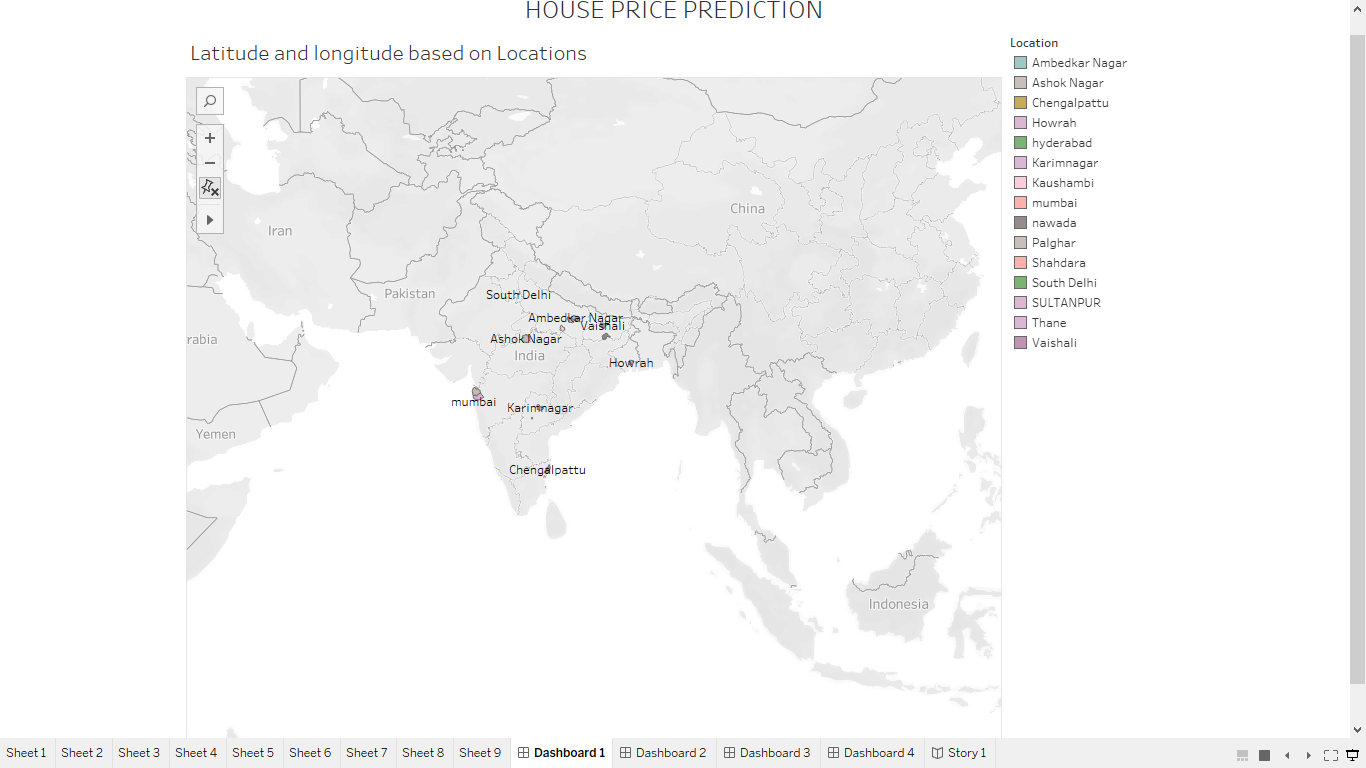 HOUSE PRICE PREDICTION
Latitude and longitude based on Locations
Location
Ambedkar Nagar
Ashok Nagar
Chengalpattu
Howrah
hyderabad
Karimnagar
Kaushambi
mumbai
nawada
Palghar
Shahdara
South Delhi
SULTANPUR
Thane
Vaishali
China
Iran
Pakistan
South Delhi
Ambedkar Nagar
Vaishali
Ashok Nagar
rabia
India
Howrah
mumbai
Karimnagar
Yemen
Chengalpattu
Indonesia
Sheet 1 Sheet 2 Sheet 3 Sheet 4 Sheet 5 Sheet 6 Sheet 7 Sheet 8 Sheet 9 Dashboard 1 Dashboard 2 Dashboard 3 Dashboard 4 Story 1